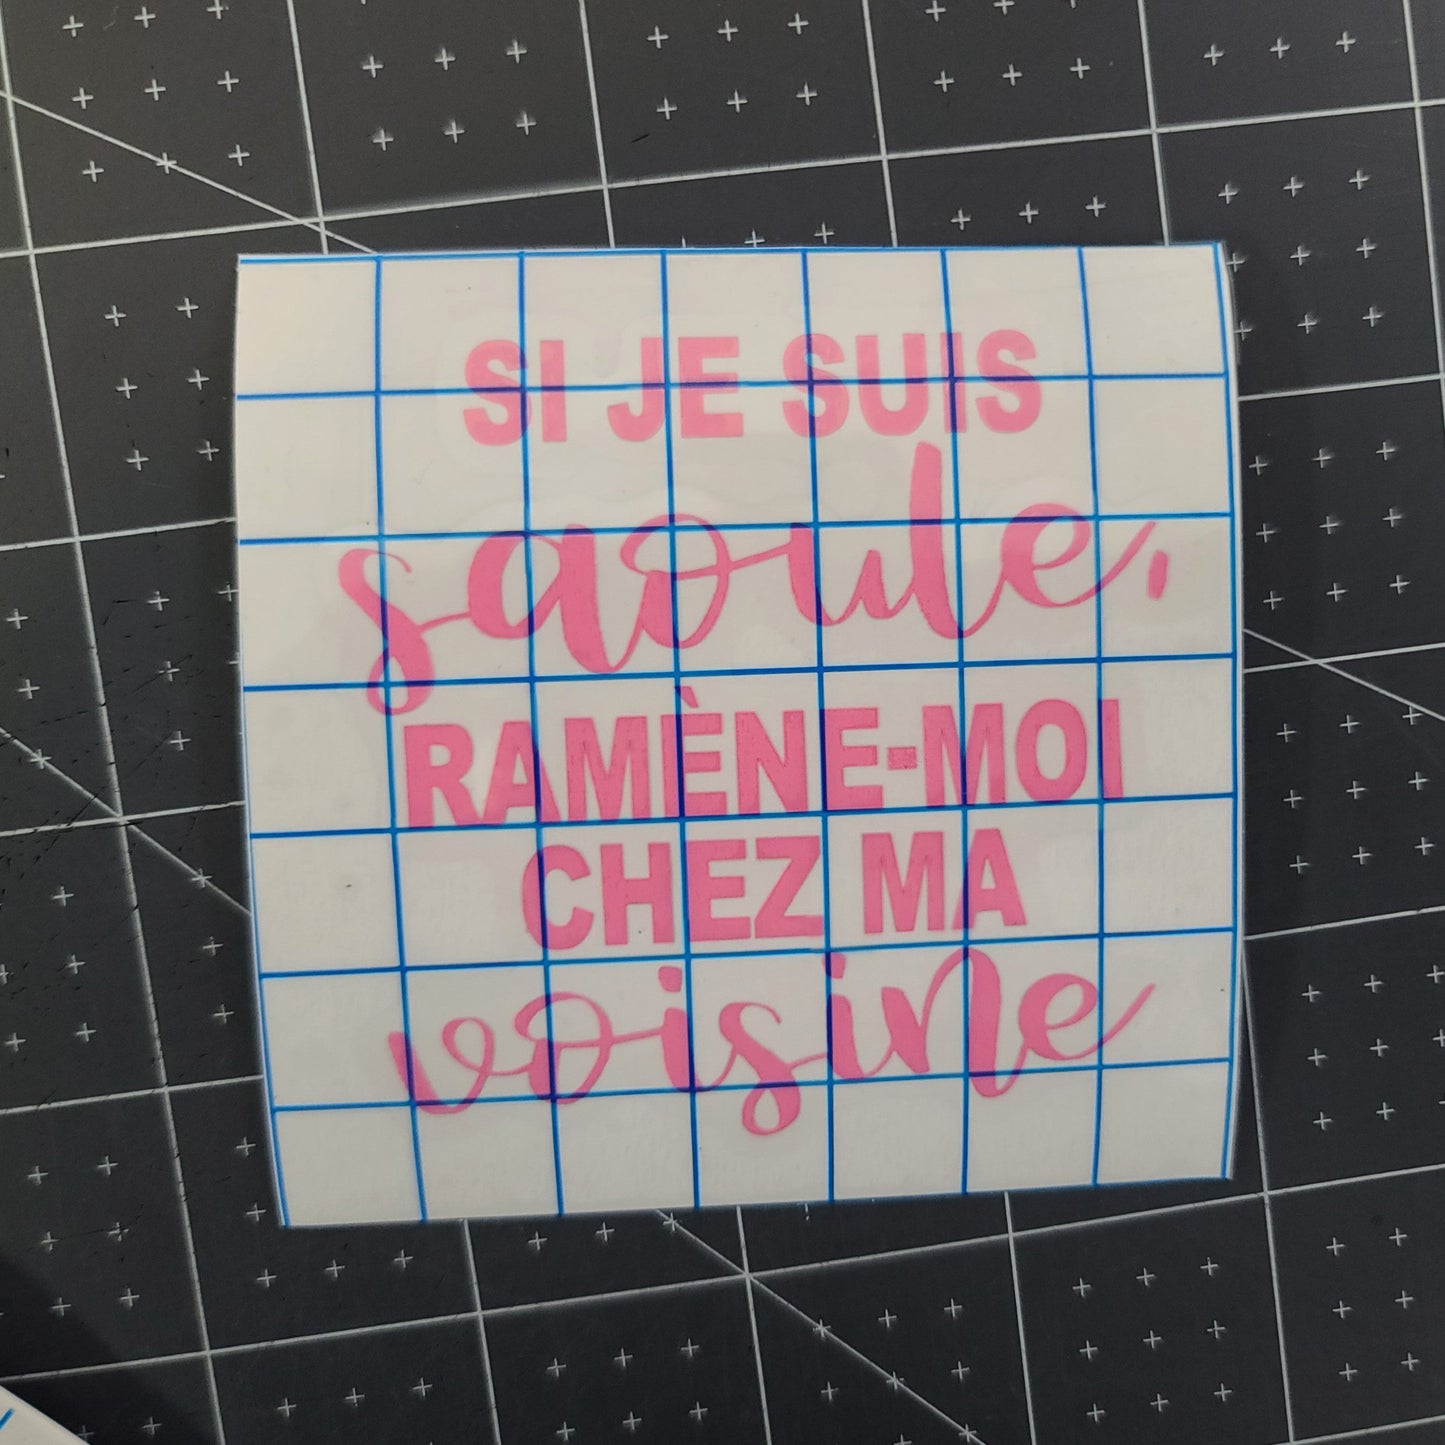 SI JE SUIS
saoule,
RAMÈNE-MOI
CHEZ MA
voisine